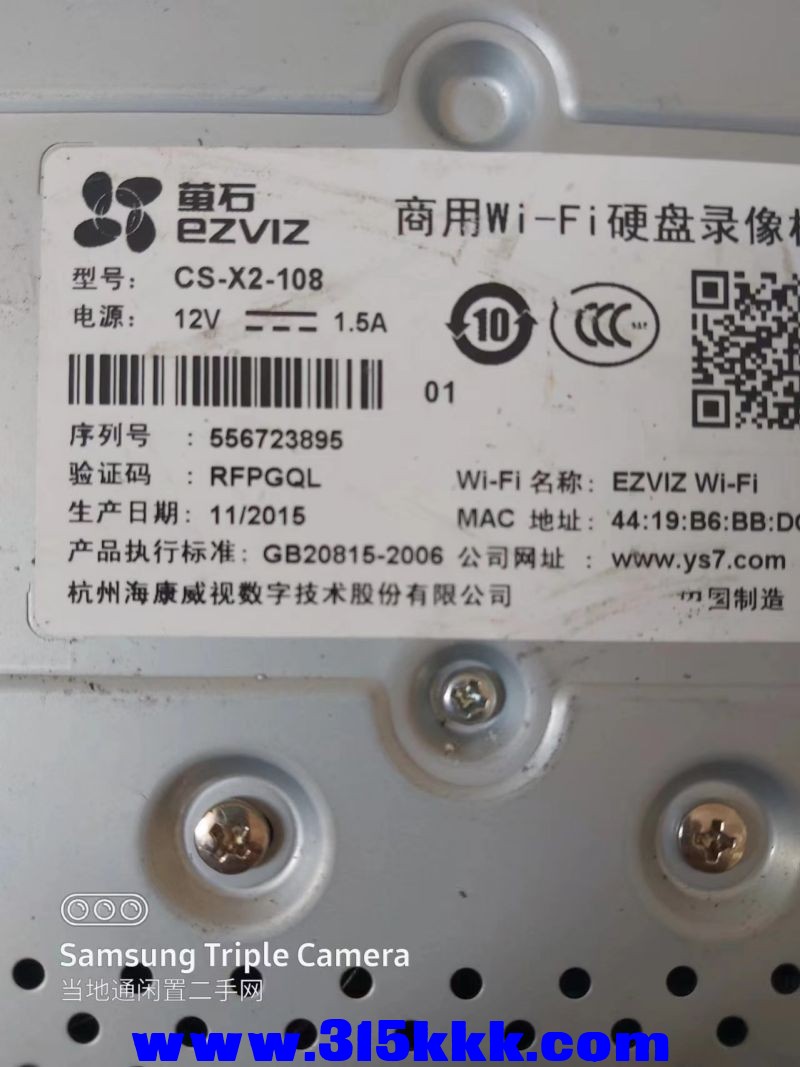 萤石
ezviz
商用Wi-Fi硬盘录像机
型号: CS-X2-108
电源: 12V 1.5A
10
CCC
S&E
01
序列号 : 556723895
验证码 : RFPGQL
Wi-Fi 名称: EZVIZ Wi-Fi
生产日期: 11/2015
MAC 地址: 44:19:B6:BB:D
产品执行标准: GB20815-2006
公司网址 : www.ys7.com
杭州海康威视数字技术股份有限公司
中国制造
Samsung Triple Camera
当地通闲置二手网
www.315kkk.com